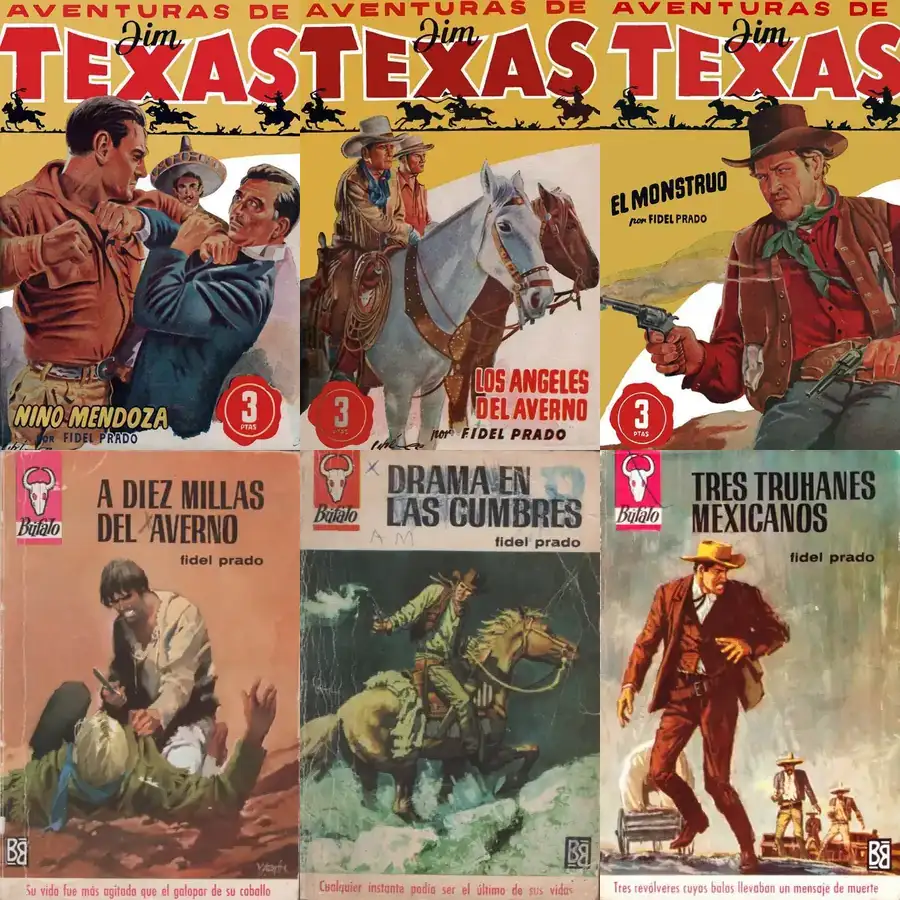 AVENTURAS DE
Jim
TEXAS
NINO MENDOZA
POR FIDEL PRADO
3
PTAS
AVENTURAS DE
Jim
TEXAS
LOS ANGELES
DEL AVERNO
por FIDEL PRADO
3
PTAS
AVENTURAS DE
Jim
TEXAS
EL MONSTRUO
por FIDEL PRADO
3
PTAS
Búfalo
A DIEZ MILLAS
DEL AVERNO
fidel prado
BB
Su vida fue más agitada que el galopar de su caballo
Búfalo
DRAMA EN
LAS CUMBRES
fidel prado
A M
BB
Cualquier instante podía ser el último de sus vidas
Búfalo
TRES TRUHANES
MEXICANOS
fidel prado
BB
Tres revólveres cuyas balas llevaban un mensaje de muerte